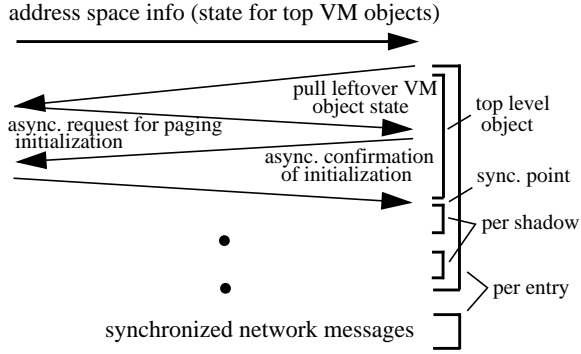 address space info (state for top VM objects)
pull leftover VM
object state
top level
object
async. request for paging
initialization
async. confirmation
of initialization
sync. point
per shadow
per entry
synchronized network messages